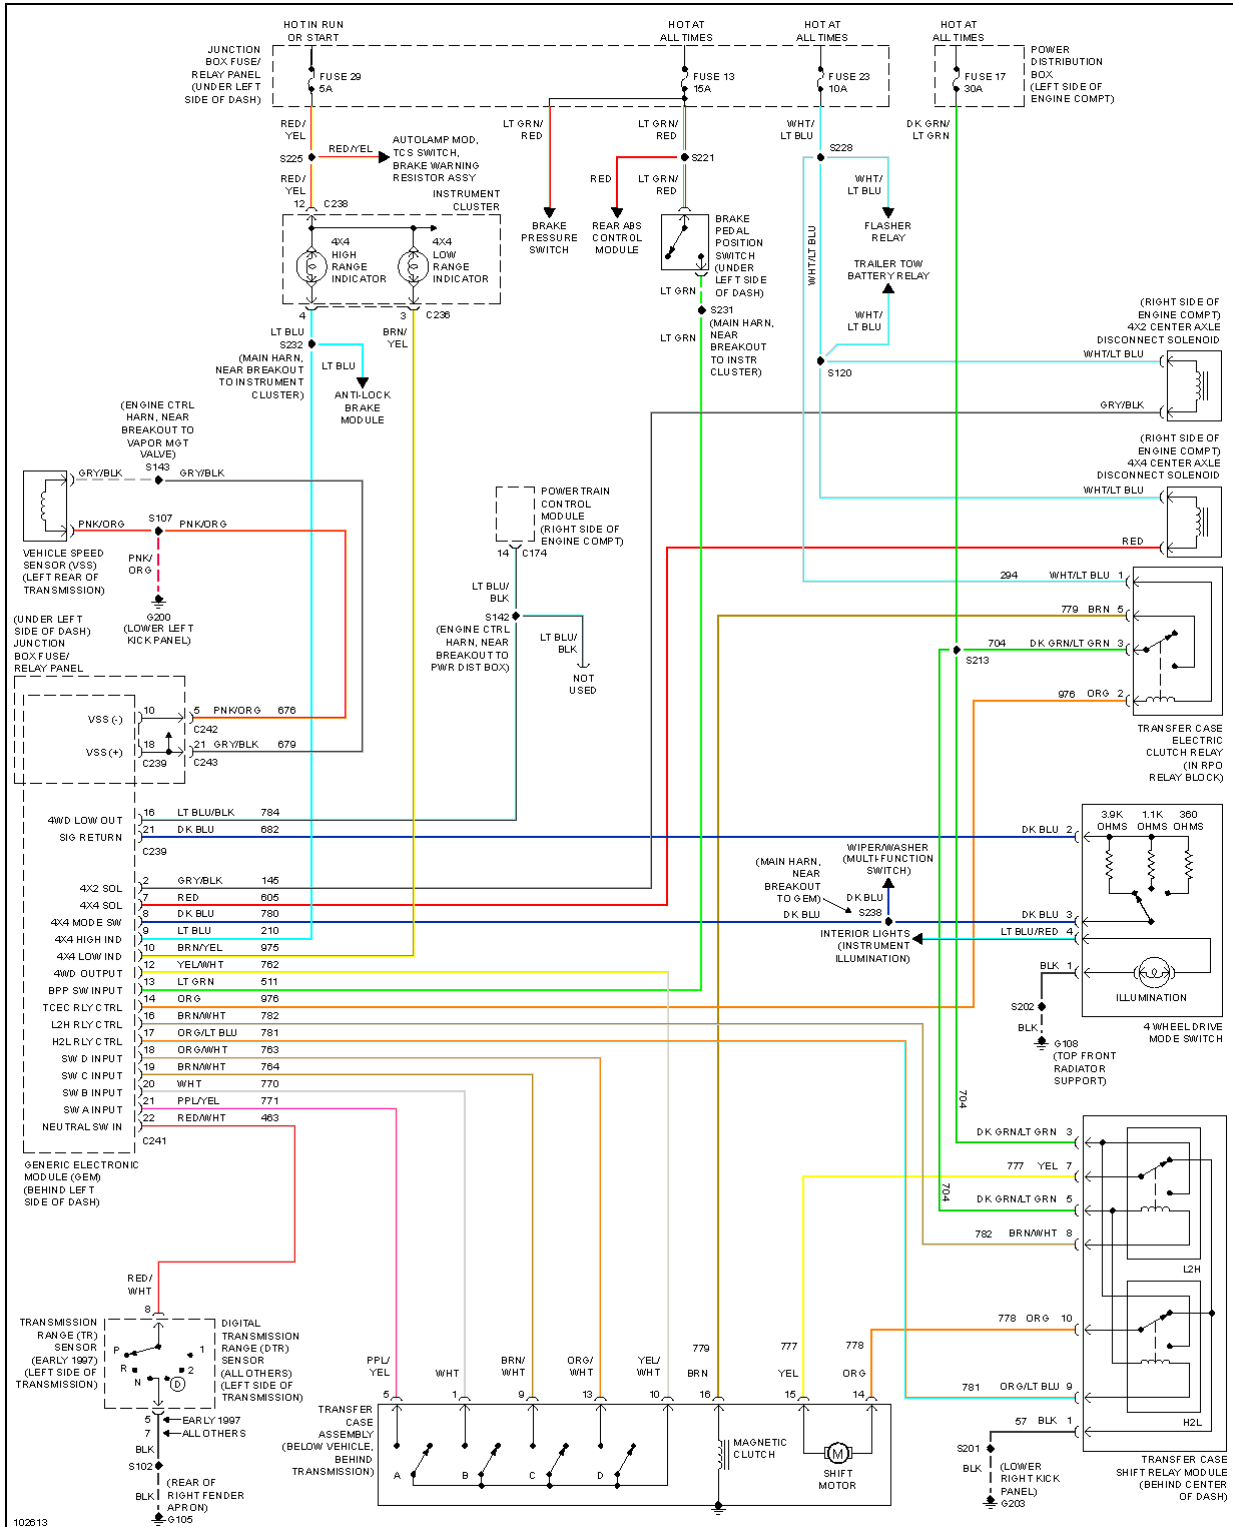 HOT IN RUN
OR START
HOT AT
ALL TIMES
HOT AT
ALL TIMES
HOT AT
ALL TIMES
JUNCTION
BOX FUSE/
RELAY PANEL
(UNDER LEFT
SIDE OF DASH)
FUSE 29
5A
FUSE 13
15A
FUSE 23
10A
FUSE 17
30A
POWER
DISTRIBUTION
BOX
(LEFT SIDE OF
ENGINE COMPT)
RED/
YEL
LT GRN/
RED
LT GRN/
RED
WHT/
LT BLU
DK GRN/
LT GRN
S225
RED/YEL
AUTOLAMP MOD,
TCS SWITCH,
BRAKE WARNING
RESISTOR ASSY
RED/
YEL
12
C238
INSTRUMENT
CLUSTER
RED
S221
LT GRN/
RED
S228
WHT/
LT BLU
BRAKE
PRESSURE
SWITCH
REAR ABS
CONTROL
MODULE
BRAKE
PEDAL
POSITION
SWITCH
(UNDER
LEFT SIDE
OF DASH)
FLASHER
RELAY
WHT/LT BLU
TRAILER TOW
BATTERY RELAY
4X4
HIGH
RANGE
INDICATOR
4X4
LOW
RANGE
INDICATOR
4
3
C236
LT GRN
S231
(MAIN HARN,
NEAR
BREAKOUT
TO INSTR
CLUSTER)
LT GRN
WHT/
LT BLU
S120
LT BLU
S232
(MAIN HARN,
NEAR BREAKOUT
TO INSTRUMENT
CLUSTER)
BRN/
YEL
LT BLU
ANTI-LOCK
BRAKE
MODULE
(RIGHT SIDE OF
ENGINE COMPT)
4X2 CENTER AXLE
DISCONNECT SOLENOID
WHT/LT BLU
GRY/BLK
(RIGHT SIDE OF
ENGINE COMPT)
4X4 CENTER AXLE
DISCONNECT SOLENOID
WHT/LT BLU
RED
(ENGINE CTRL
HARN, NEAR
BREAKOUT TO
VAPOR MGT
VALVE)
S143
GRY/BLK
GRY/BLK
PNK/ORG
S107
PNK/ORG
PNK/
ORG
VEHICLE SPEED
SENSOR (VSS)
(LEFT REAR OF
TRANSMISSION)
G200
(LOWER LEFT
KICK PANEL)
POWERTRAIN
CONTROL
MODULE
(RIGHT SIDE OF
ENGINE COMPT)
14
C174
LT BLU/
BLK
S142
(ENGINE CTRL
HARN, NEAR
BREAKOUT TO
PWR DIST BOX)
LT BLU/
BLK
NOT
USED
294 WHT/LT BLU 1
779 BRN 5
704 DK GRN/LT GRN 3
S213
976 ORG 2
TRANSFER CASE
ELECTRIC
CLUTCH RELAY
(IN RPO
RELAY BLOCK)
(UNDER LEFT
SIDE OF DASH)
JUNCTION
BOX FUSE/
RELAY PANEL
VSS (-) 10 5 PNK/ORG 676
C242
VSS (+) 18 21 GRY/BLK 679
C239 C243
4WD LOW OUT 16 LT BLU/BLK 784
SIG RETURN 21 DK BLU 682
C239
4X2 SOL 2 GRY/BLK 145
4X4 SOL 7 RED 605
4X4 MODE SW 8 DK BLU 780
4X4 HIGH IND 9 LT BLU 210
4X4 LOW IND 10 BRN/YEL 975
4WD OUTPUT 12 YEL/WHT 762
BPP SW INPUT 13 LT GRN 511
TCEC RLY CTRL 14 ORG 976
L2H RLY CTRL 16 BRN/WHT 782
H2L RLY CTRL 17 ORG/LT BLU 781
SW D INPUT 18 ORG/WHT 763
SW C INPUT 19 BRN/WHT 764
SW B INPUT 20 WHT 770
SW A INPUT 21 PPL/YEL 771
NEUTRAL SW IN 22 RED/WHT 463
C241
GENERIC ELECTRONIC
MODULE (GEM)
(BEHIND LEFT
SIDE OF DASH)
3.9K
OHMS
1.1K
OHMS
360
OHMS
DK BLU 2
WIPER/WASHER
(MULTI-FUNCTION
SWITCH)
(MAIN HARN,
NEAR
BREAKOUT
TO GEM)
DK BLU
DK BLU
S238
DK BLU 3
INTERIOR LIGHTS
(INSTRUMENT
ILLUMINATION)
LT BLU/RED 4
BLK 1
ILLUMINATION
S202
BLK
G108
(TOP FRONT
RADIATOR
SUPPORT)
4 WHEEL DRIVE
MODE SWITCH
704
704
DK GRN/LT GRN 3
777 YEL 7
DK GRN/LT GRN 5
782 BRN/WHT 8
L2H
778 ORG 10
781 ORG/LT BLU 9
57 BLK 1
H2L
S201
BLK
(LOWER
RIGHT KICK
PANEL)
G203
TRANSFER CASE
SHIFT RELAY MODULE
(BEHIND CENTER
OF DASH)
RED/
WHT
8
TRANSMISSION
RANGE (TR)
SENSOR
(EARLY 1997)
(LEFT SIDE OF
TRANSMISSION)
P
R
N
D
2
1
DIGITAL
TRANSMISSION
RANGE (DTR)
SENSOR
(ALL OTHERS)
(LEFT SIDE OF
TRANSMISSION)
5 EARLY 1997
7 ALL OTHERS
BLK
S102
BLK
(REAR OF
RIGHT FENDER
APRON)
G105
PPL/
YEL
5
WHT
1
BRN/
WHT
9
ORG/
WHT
13
YEL/
WHT
10
779
BRN
16
777
YEL
15
778
ORG
14
TRANSFER
CASE
ASSEMBLY
(BELOW VEHICLE,
BEHIND
TRANSMISSION)
A
B
C
D
MAGNETIC
CLUTCH
M
SHIFT
MOTOR
102613